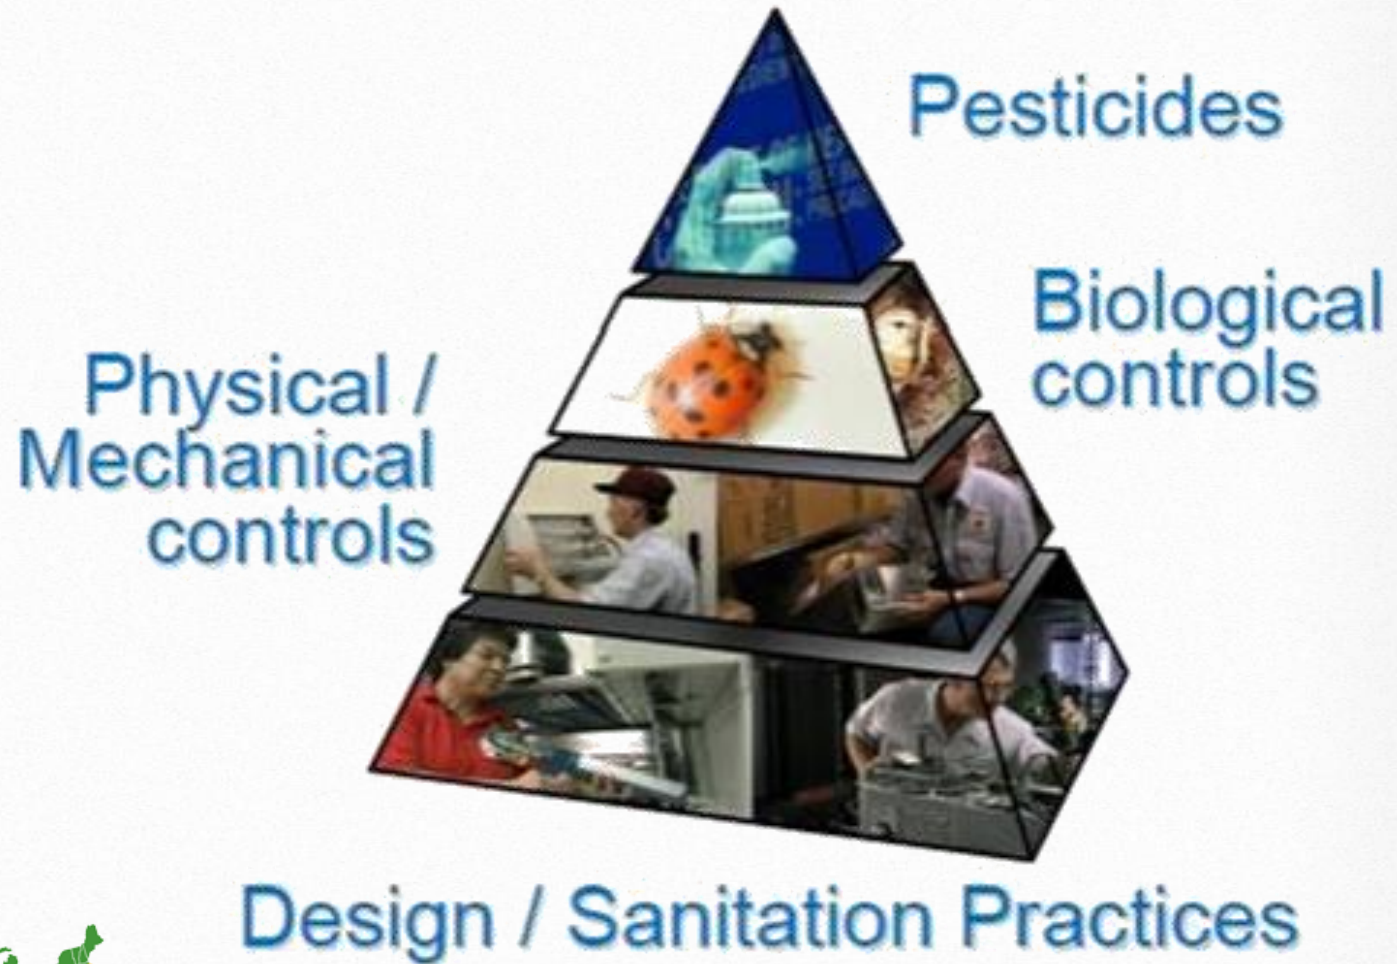 Pesticides
Biological
controls
Physical /
Mechanical
controls
Design / Sanitation Practices